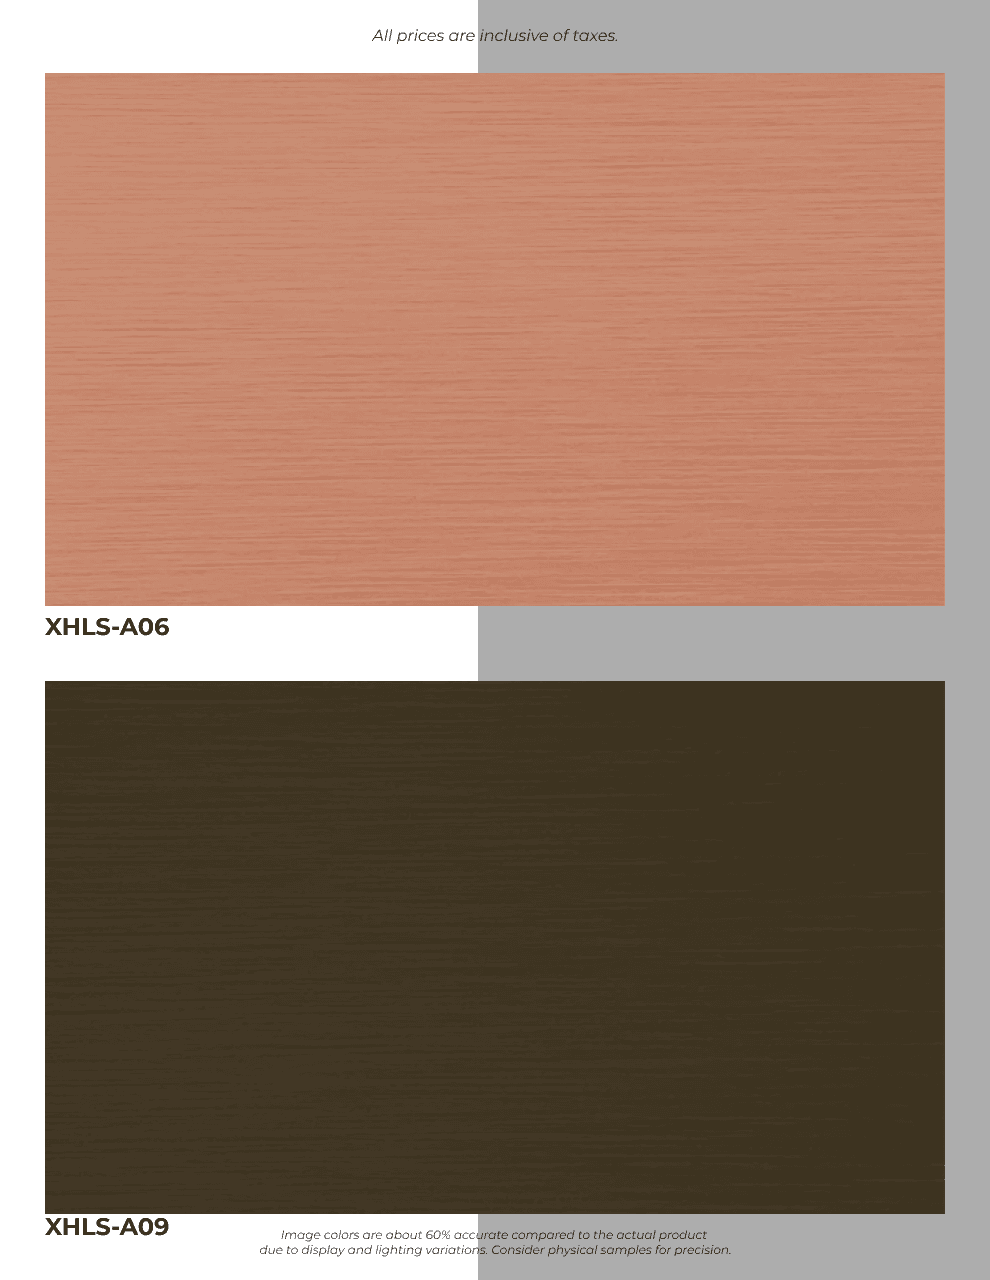 All prices are inclusive of taxes.
XHLS-A06
XHLS-A09
Image colors are about 60% accurate compared to the actual product
due to display and lighting variations. Consider physical samples for precision.